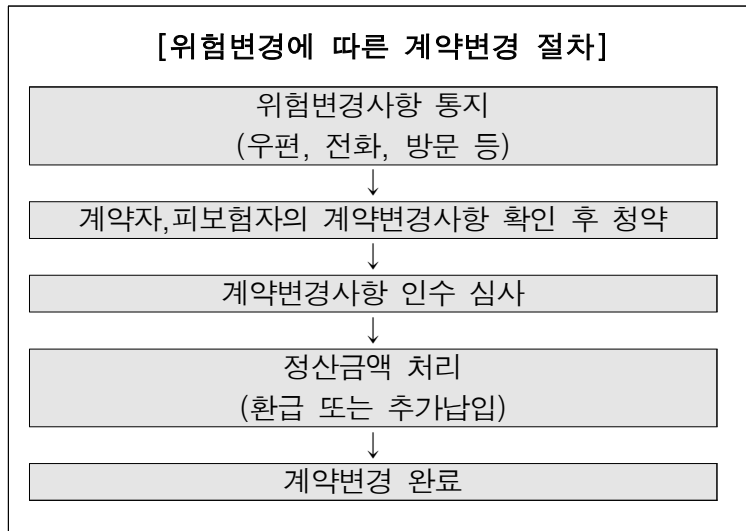 [위험변경에 따른 계약변경 절차]
위험변경사항 통지
(우편, 전화, 방문 등)
↓
계약자,피보험자의 계약변경사항 확인 후 청약
↓
계약변경사항 인수 심사
↓
정산금액 처리
(환급 또는 추가납입)
↓
계약변경 완료